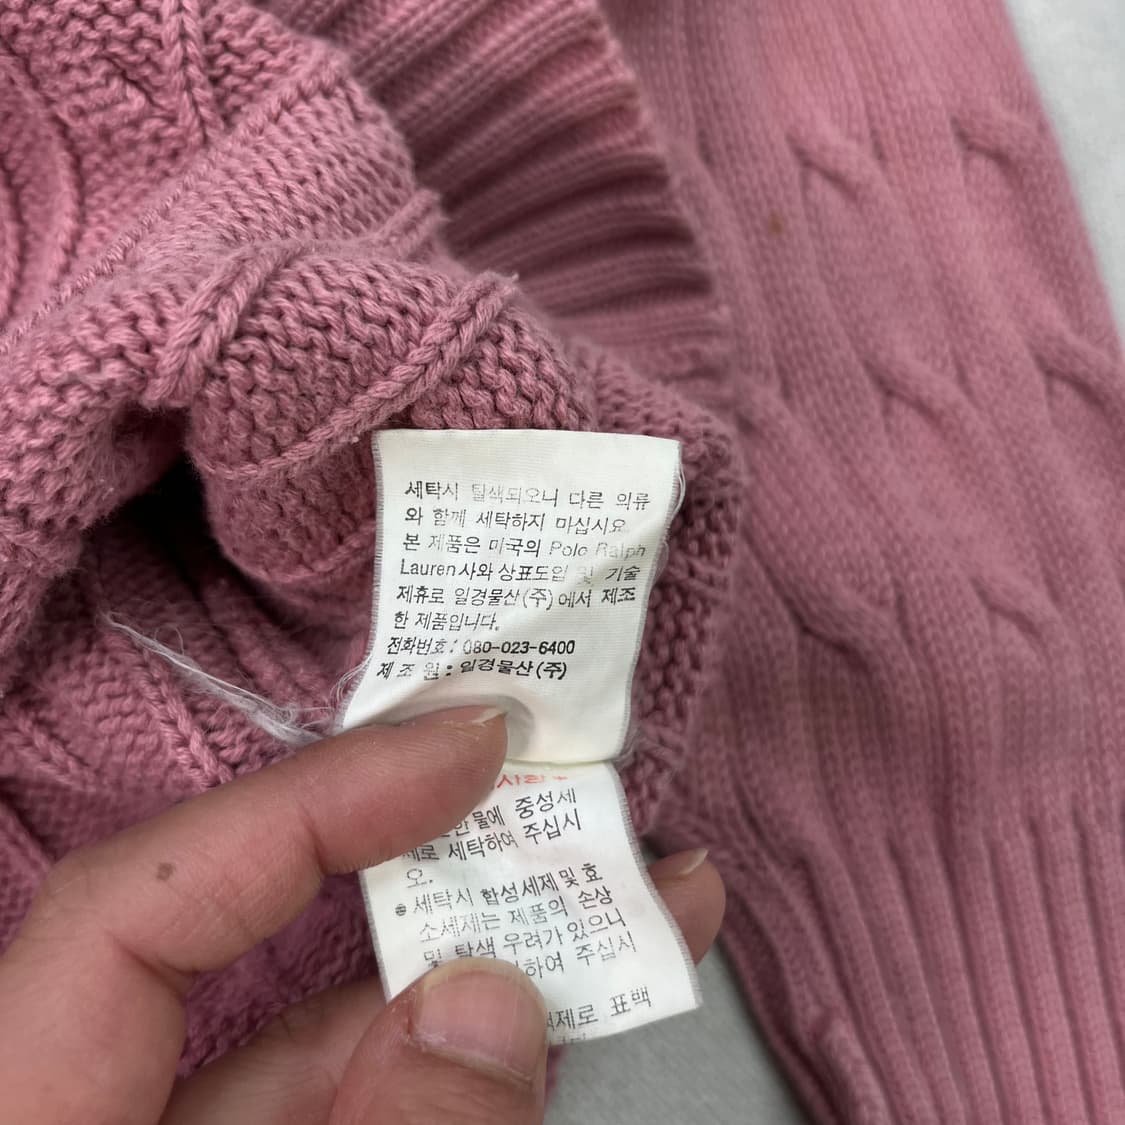 세탁시 탈색되오니 다른 의류
와 함께 세탁하지 마십시요
본 제품은 미국의 Polo Ralph
Lauren사와 상표도입 및 기술
제휴로 일경물산(주)에서 제조
한 제품입니다.
전화번호: 080-023-6400
제 조 원: 일경물산(주)
물에 중성세
제로 세탁하여 주십시
오.
세탁시 합성세제및 효
소세제는 제품의 손상
및 탁색 우려가 있으니
하여 주십시
제로 표백